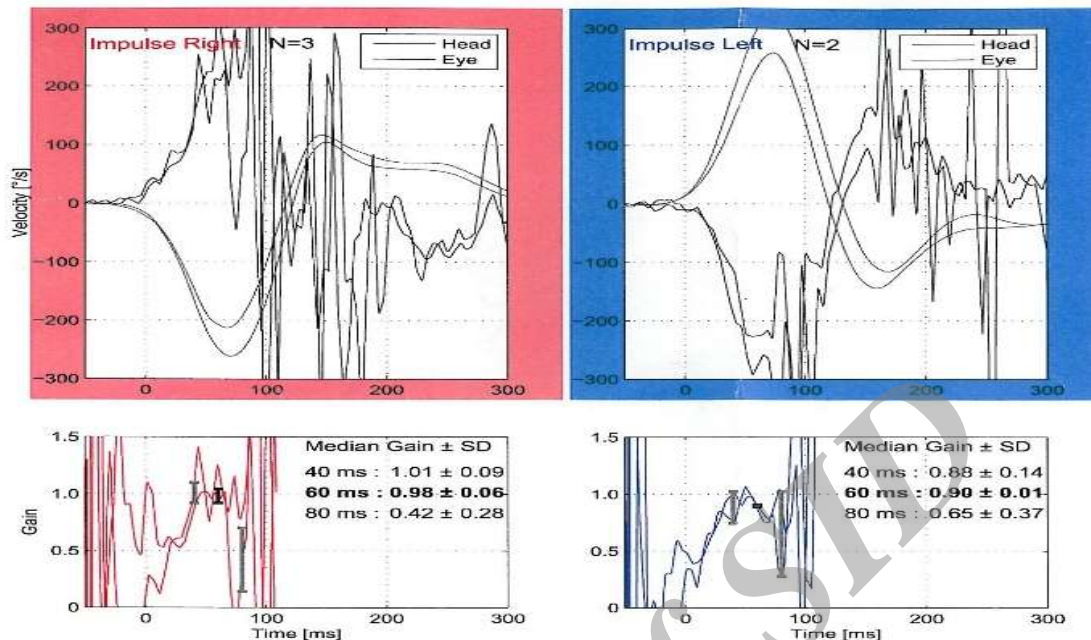 Impulse Right N=3
Head
Eye
300
200
100
0
−100
−200
−300
Velocity [°/s]
0 100 200 300
Impulse Left N=2
Head
Eye
300
200
100
0
−100
−200
−300
0 100 200 300
Median Gain ± SD
40 ms : 1.01 ± 0.09
60 ms : 0.98 ± 0.06
80 ms : 0.42 ± 0.28
1.5
1.0
0.5
0
Gain
0 100 200 300
Time [ms]
Median Gain ± SD
40 ms : 0.88 ± 0.14
60 ms : 0.90 ± 0.01
80 ms : 0.65 ± 0.37
1.5
1.0
0.5
0
0 100 200 300
Time [ms]
SID